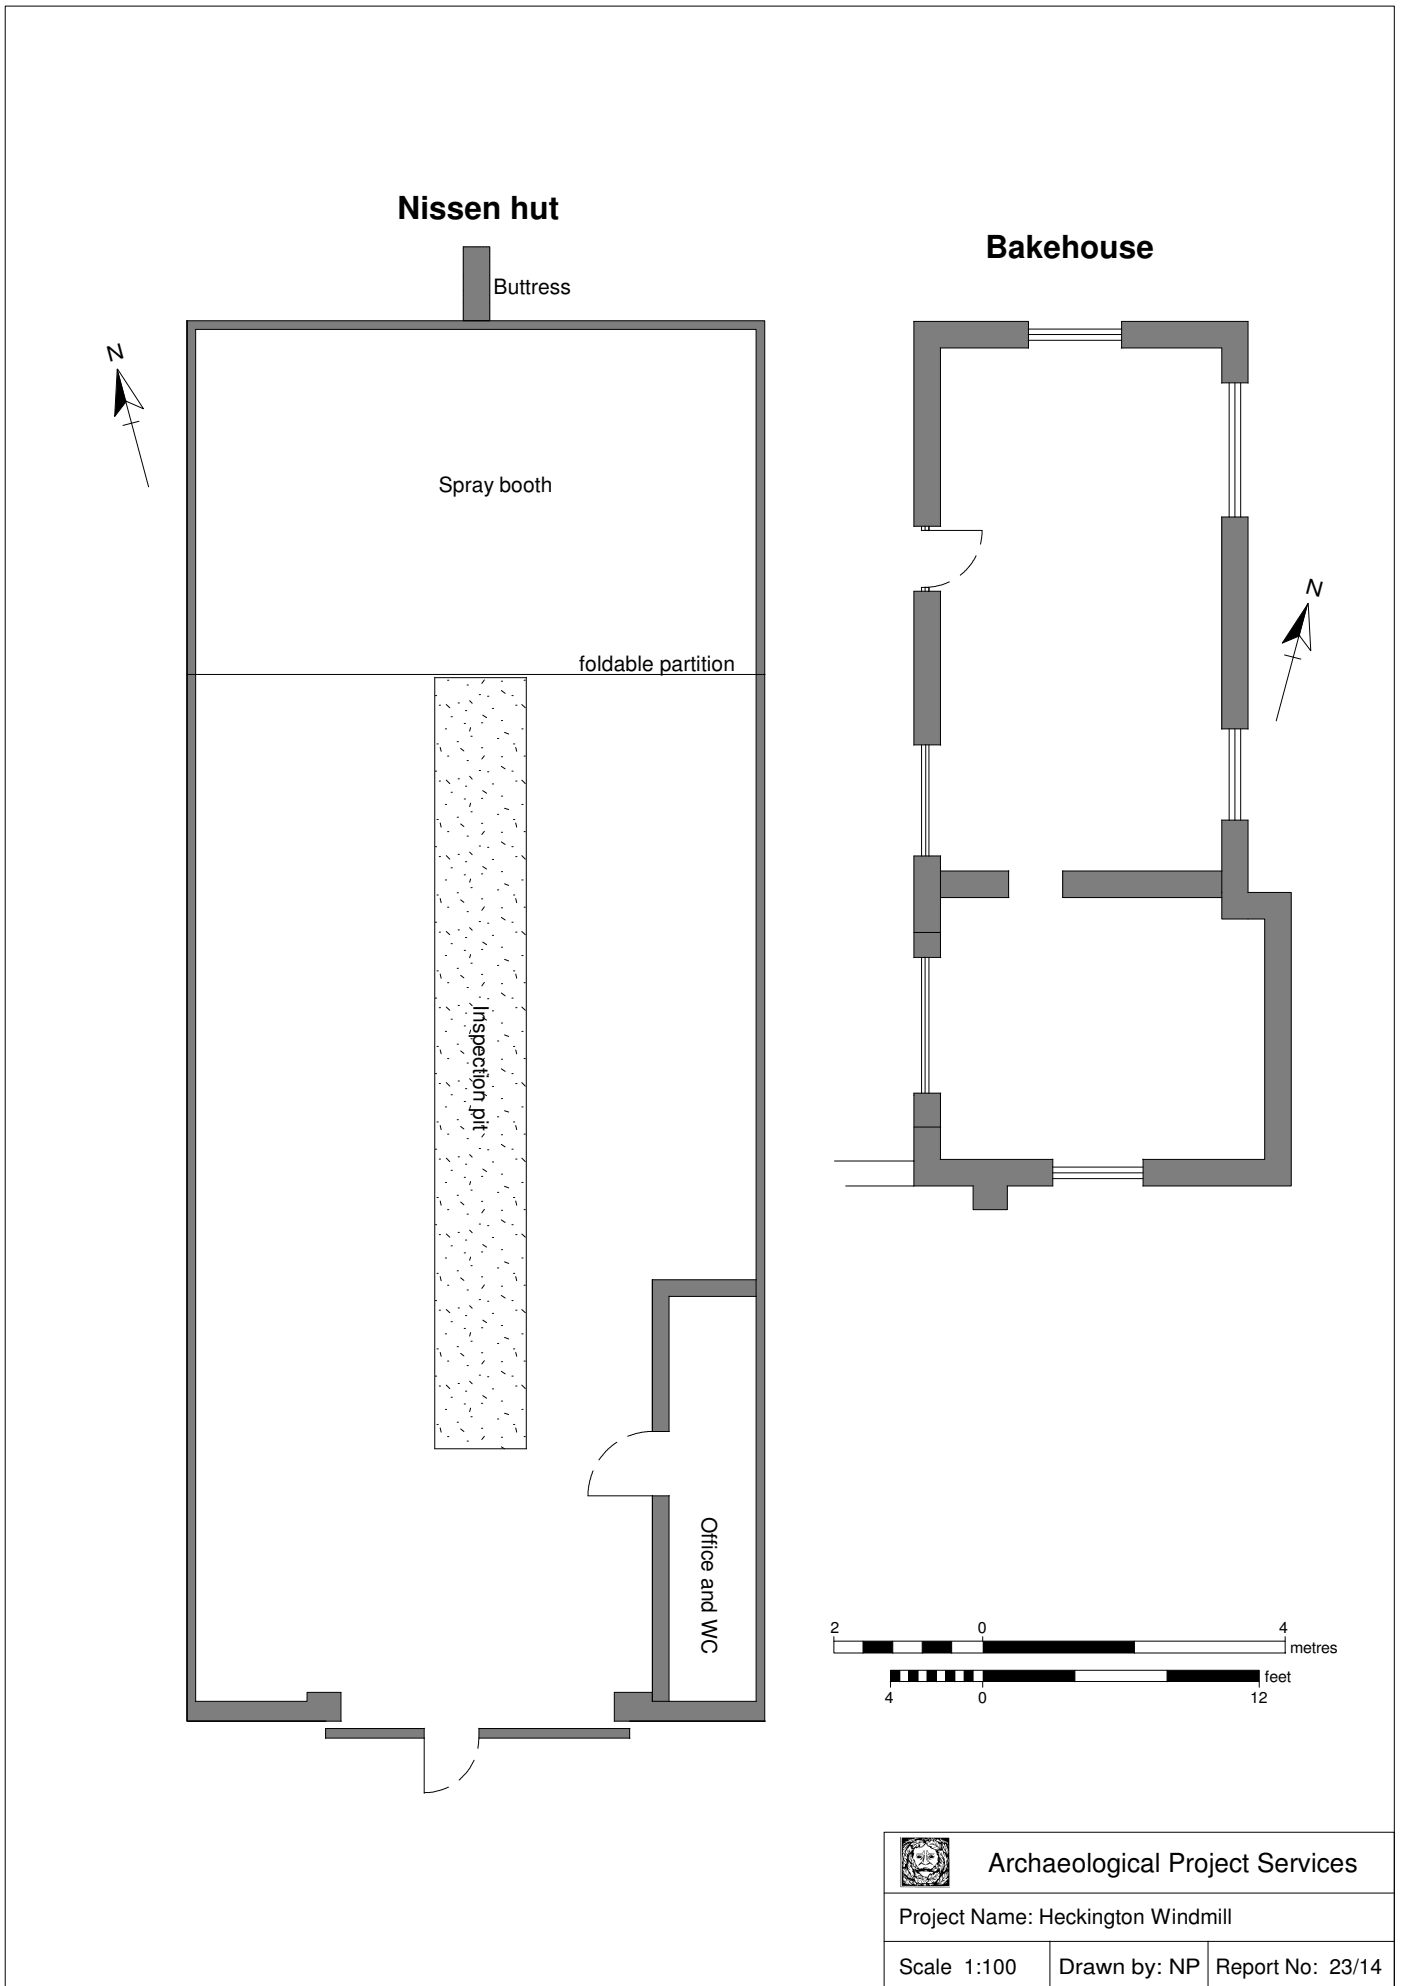 Nissen hut
Bakehouse
Buttress
N
Spray booth
N
foldable partition
Inspection pit
Office and WC
2 0 4
metres
feet
4 0 12
Archaeological Project Services
Project Name: Heckington Windmill
Scale 1:100 Drawn by: NP Report No: 23/14